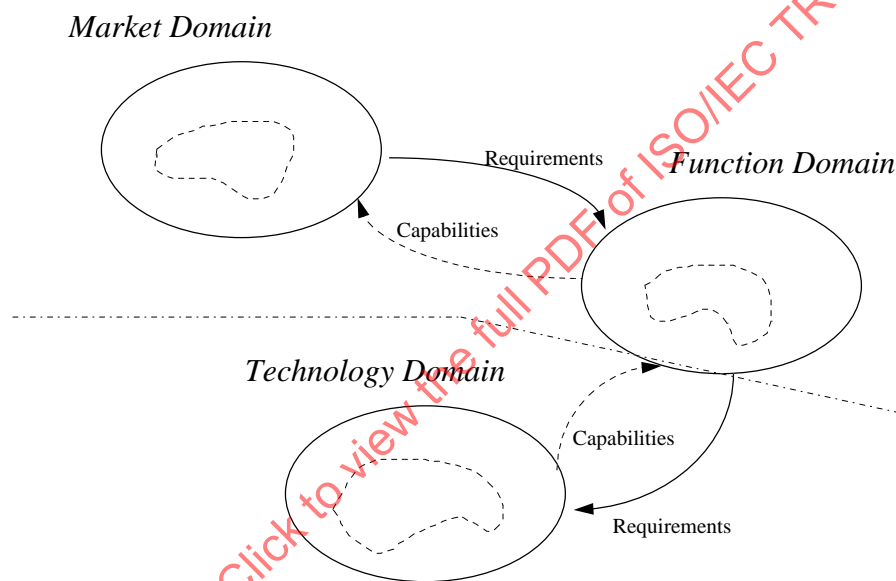 Market Domain
Requirements
Function Domain
Capabilities
Technology Domain
Capabilities
Requirements
Click to view the full PDF of ISO/IEC TR